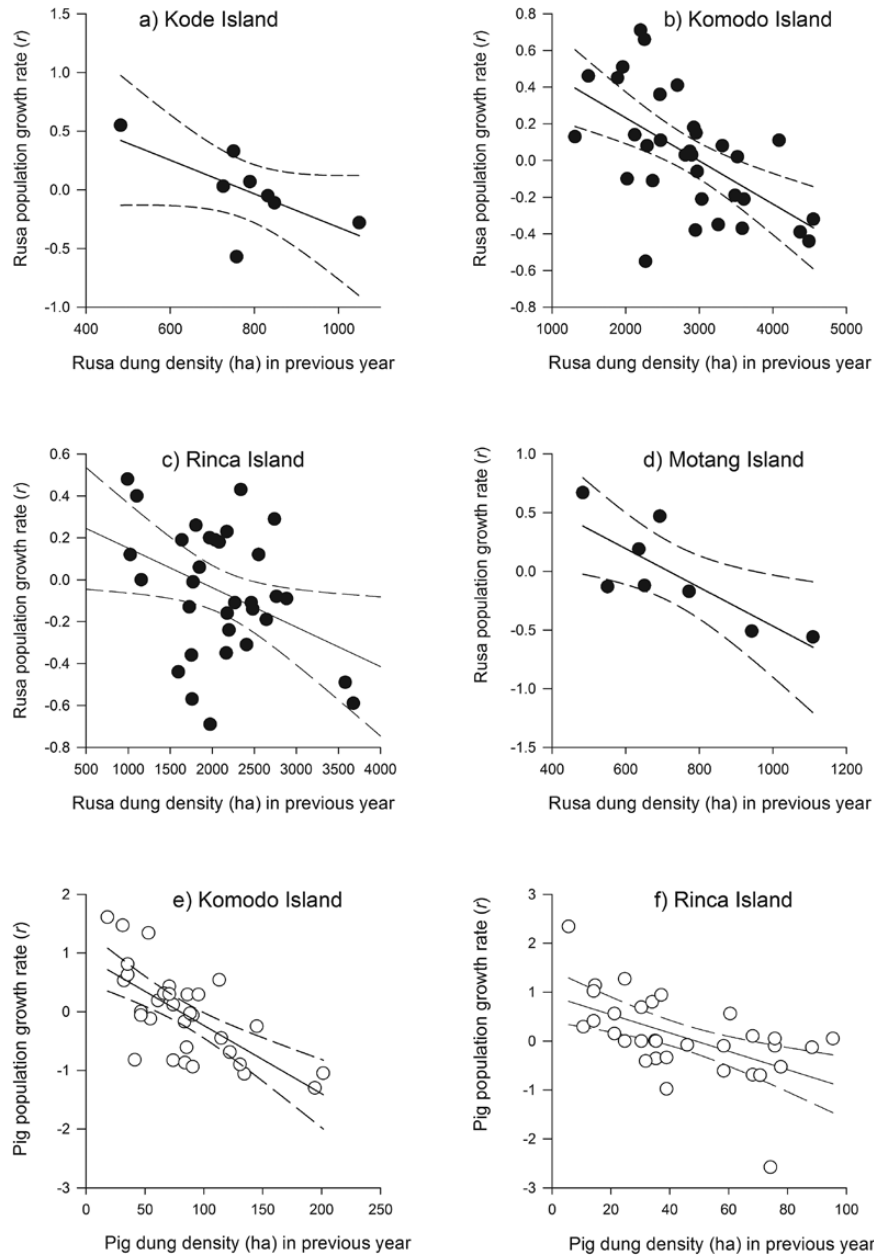 a) Kode Island
Rusa population growth rate (r)
1.5
1.0
0.5
0.0
-0.5
-1.0
400 600 800 1000
Rusa dung density (ha) in previous year
b) Komodo Island
Rusa population growth rate (r)
0.8
0.6
0.4
0.2
0.0
-0.2
-0.4
-0.6
-0.8
1000 2000 3000 4000 5000
Rusa dung density (ha) in previous year
c) Rinca Island
Rusa population growth rate (r)
0.6
0.4
0.2
0.0
-0.2
-0.4
-0.6
-0.8
500 1000 1500 2000 2500 3000 3500 4000
Rusa dung density (ha) in previous year
d) Motang Island
Rusa population growth rate (r)
1.0
0.5
0.0
-0.5
-1.0
-1.5
400 600 800 1000 1200
Rusa dung density (ha) in previous year
e) Komodo Island
Pig population growth rate (r)
2
1
0
-1
-2
-3
0 50 100 150 200 250
Pig dung density (ha) in previous year
f) Rinca Island
Pig population growth rate (r)
3
2
1
0
-1
-2
-3
0 20 40 60 80 100
Pig dung density (ha) in previous year